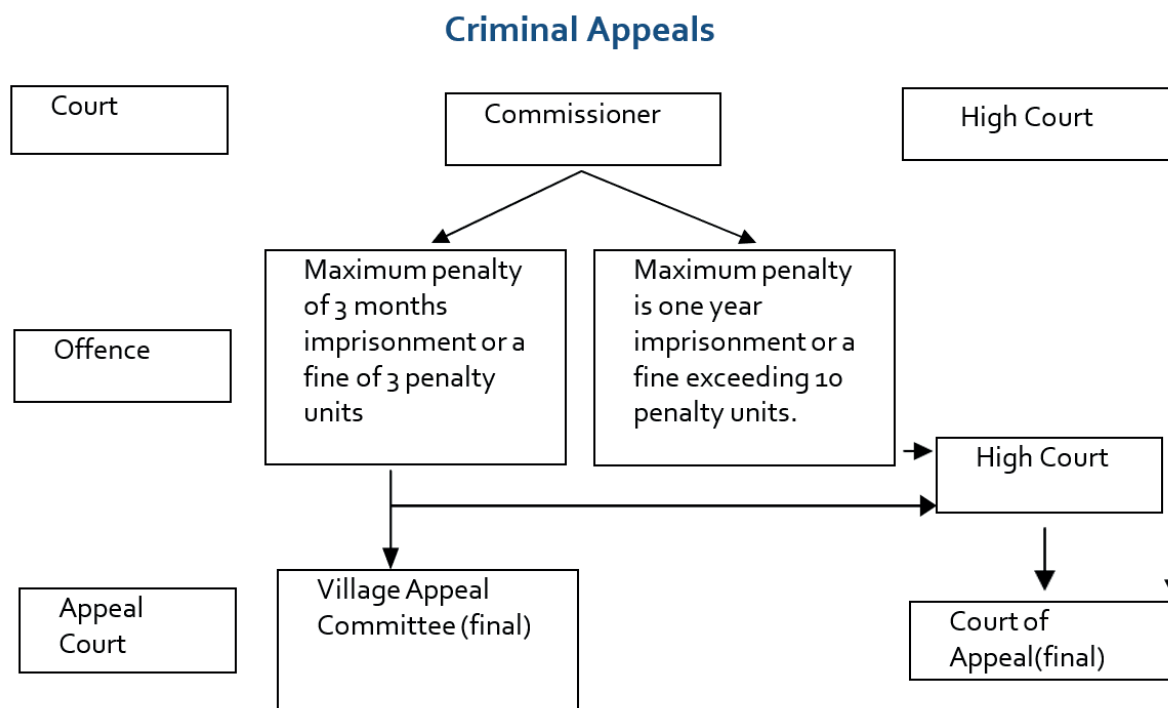 Criminal Appeals
Court
Commissioner
High Court
Offence
Maximum penalty
of 3 months
imprisonment or a
fine of 3 penalty
units
Maximum penalty
is one year
imprisonment or a
fine exceeding 10
penalty units.
High Court
Appeal
Court
Village Appeal
Committee (final)
Court of
Appeal(final)